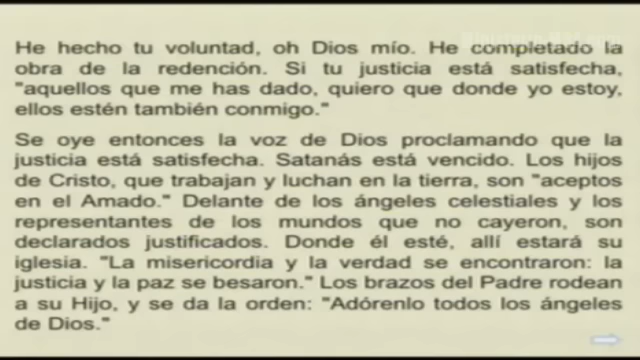 He hecho tu voluntad, oh Dios mío. He completado la
obra de la redención. Si tu justicia está satisfecha,
"aquellos que me has dado, quiero que donde yo estoy,
ellos estén también conmigo."
Se oye entonces la voz de Dios proclamando que la
justicia está satisfecha. Satanás está vencido. Los hijos
de Cristo, que trabajan y luchan en la tierra, son "aceptos
en el Amado." Delante de los ángeles celestiales y los
representantes de los mundos que no cayeron, son
declarados justificados. Donde él esté, allí estará su
iglesia. "La misericordia y la verdad se encontraron: la
justicia y la paz se besaron." Los brazos del Padre rodean
a su Hijo, y se da la orden: "Adórenlo todos los ángeles
de Dios."